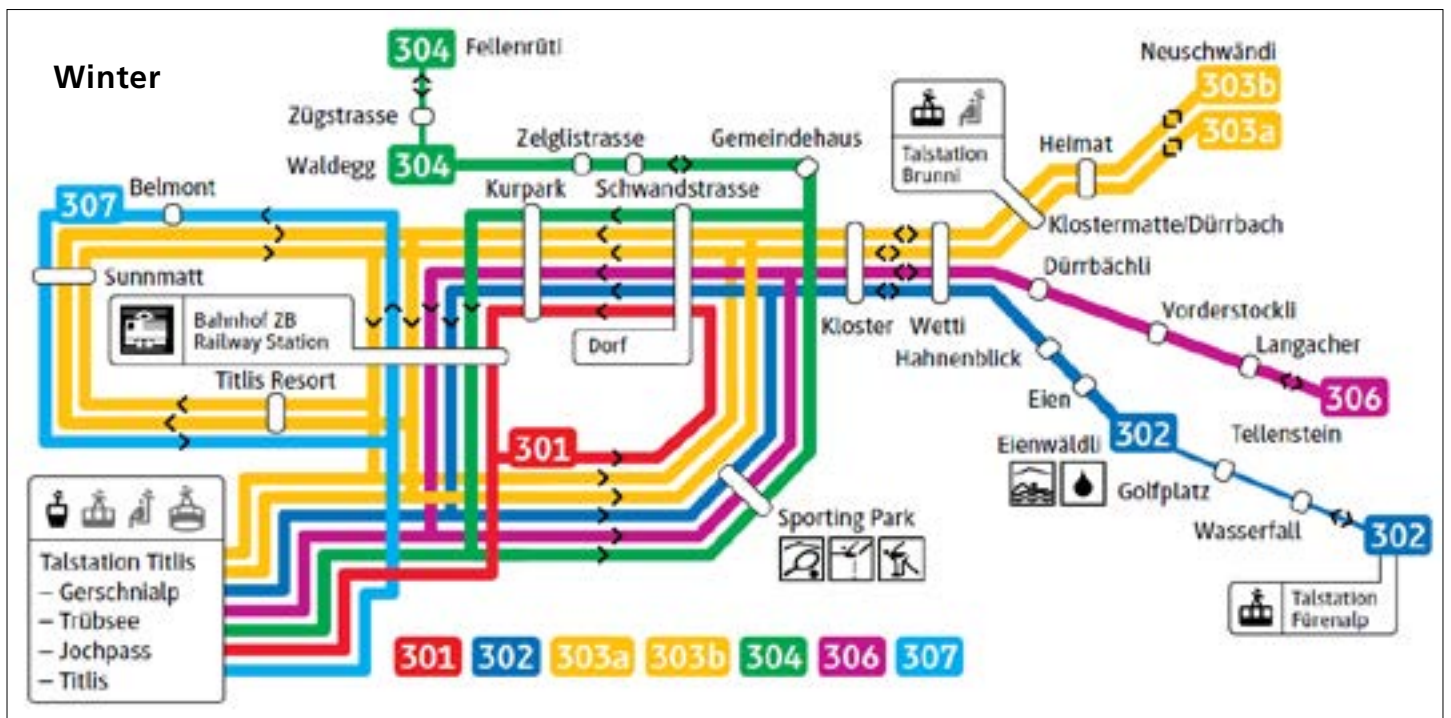 Winter
304 Fellenrüti
Zügstrasse
Waldegg 304
Zelglistrasse
Gemeindehaus
Kurpark
Schwandstrasse
Neuschwändi
303b
303a
Talstation
Brunni
Heimat
Klostermatte/Dürrbach
307
Belmont
Sunnmatt
Bahnhof ZB
Railway Station
Titlis Resort
Dorf
Kloster
Wetti
Hahnenblick
Dürrbächli
Vorderstockli
Langacher
306
Tellenstein
Eien
302
Eienwäldli
Golfplatz
Wasserfall
302
Talstation
Fürenalp
301
Sporting Park
Talstation Titlis
– Gerschnialp
– Trübsee
– Jochpass
– Titlis
301 302 303a 303b 304 306 307